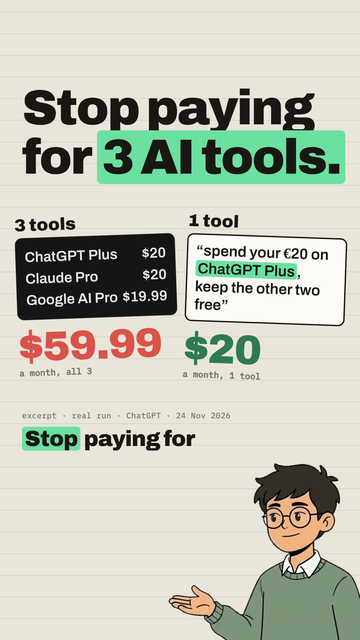 Stop paying
for 3 AI tools.
3 tools
ChatGPT Plus $20
Claude Pro $20
Google AI Pro $19.99
$59.99
a month, all 3
1 tool
“spend your €20 on
ChatGPT Plus,
keep the other two
free”
$20
a month, 1 tool
excerpt · real run · ChatGPT · 24 Nov 2026
Stop paying for